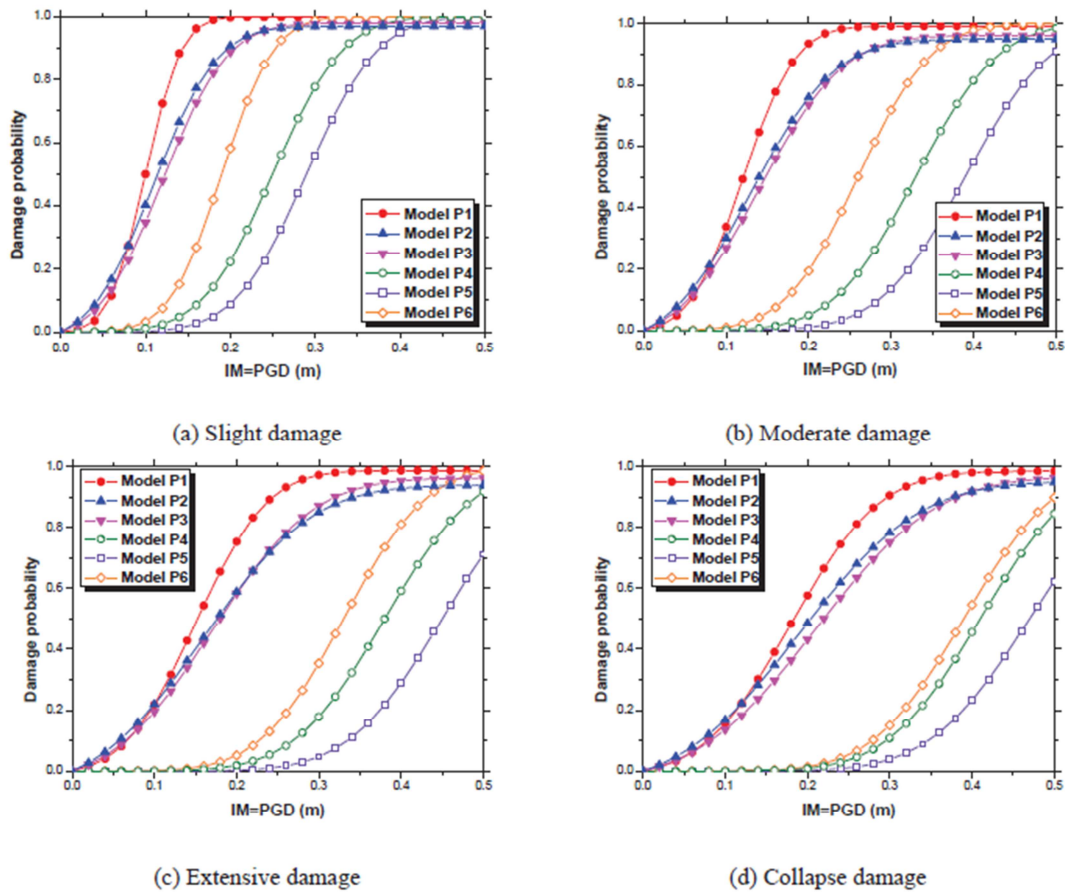 1.0
0.8
0.6
0.4
0.2
0.0
Damage probability
Model P1
Model P2
Model P3
Model P4
Model P5
Model P6
0.0 0.1 0.2 0.3 0.4 0.5
IM=PGD (m)
(a) Slight damage
1.0
0.8
0.6
0.4
0.2
0.0
Damage probability
Model P1
Model P2
Model P3
Model P4
Model P5
Model P6
0.0 0.1 0.2 0.3 0.4 0.5
IM=PGD (m)
(b) Moderate damage
1.0
0.8
0.6
0.4
0.2
0.0
Damage probability
Model P1
Model P2
Model P3
Model P4
Model P5
Model P6
0.0 0.1 0.2 0.3 0.4 0.5
IM=PGD (m)
(c) Extensive damage
1.0
0.8
0.6
0.4
0.2
0.0
Damage probability
Model P1
Model P2
Model P3
Model P4
Model P5
Model P6
0.0 0.1 0.2 0.3 0.4 0.5
IM=PGD (m)
(d) Collapse damage